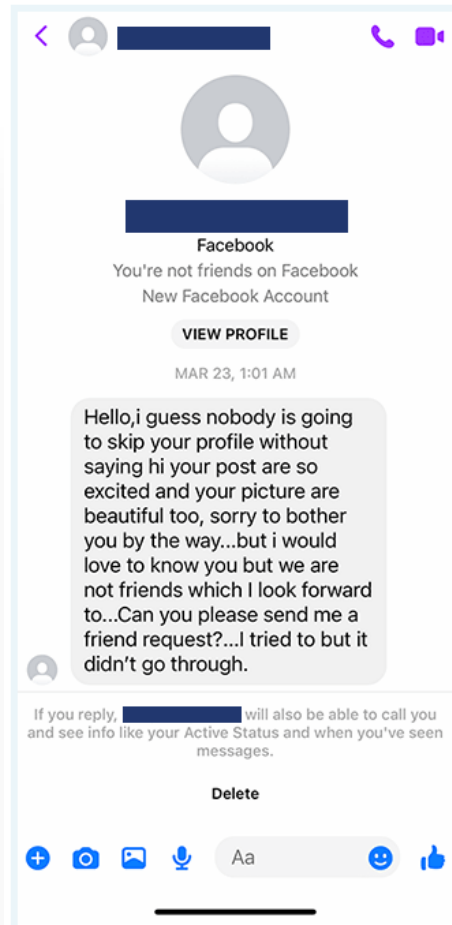 Facebook
You're not friends on Facebook
New Facebook Account
VIEW PROFILE
MAR 23, 1:01 AM
Hello,i guess nobody is going
to skip your profile without
saying hi your post are so
excited and your picture are
beautiful too, sorry to bother
you by the way...but i would
love to know you but we are
not friends which I look forward
to...Can you please send me a
friend request?...I tried to but it
didn't go through.
If you reply, will also be able to call you
and see info like your Active Status and when you've seen
messages.
Delete
Aa